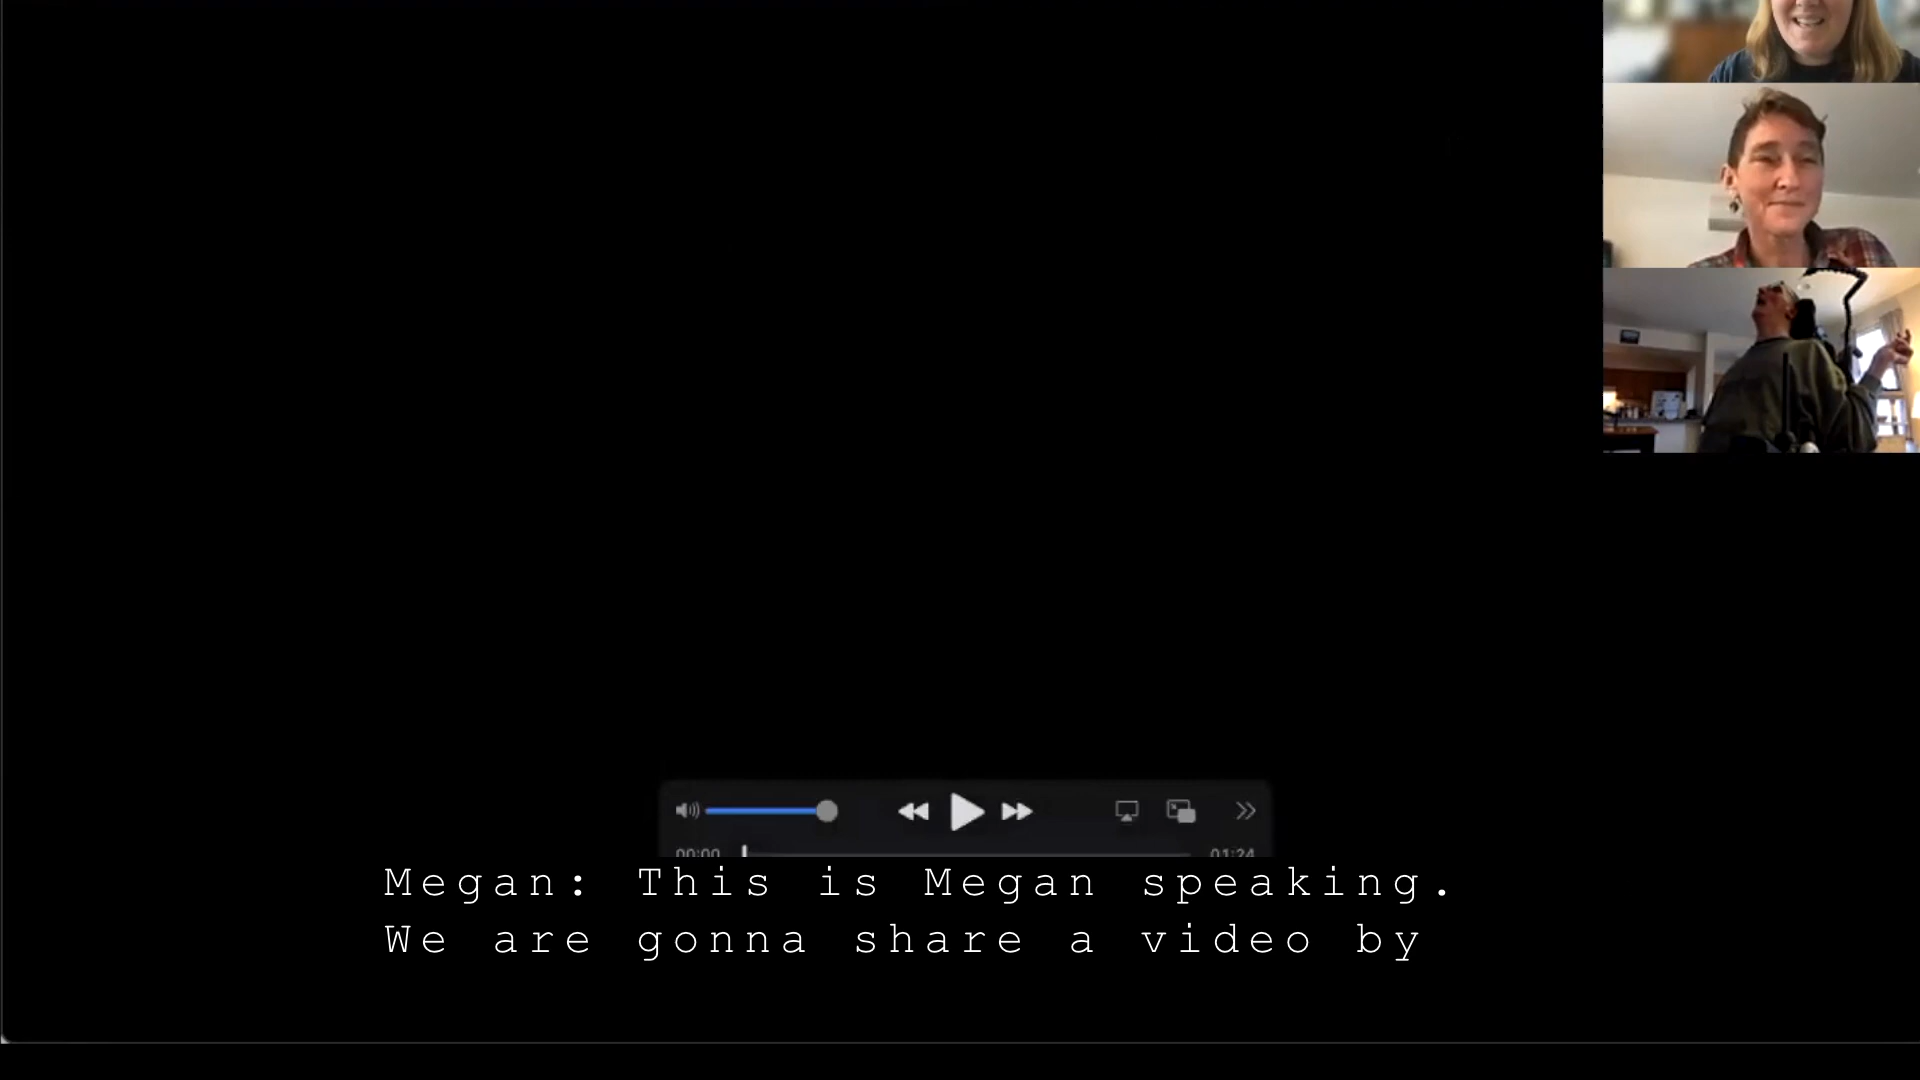 00:00 01:24
Megan: This is Megan speaking.
We are gonna share a video by